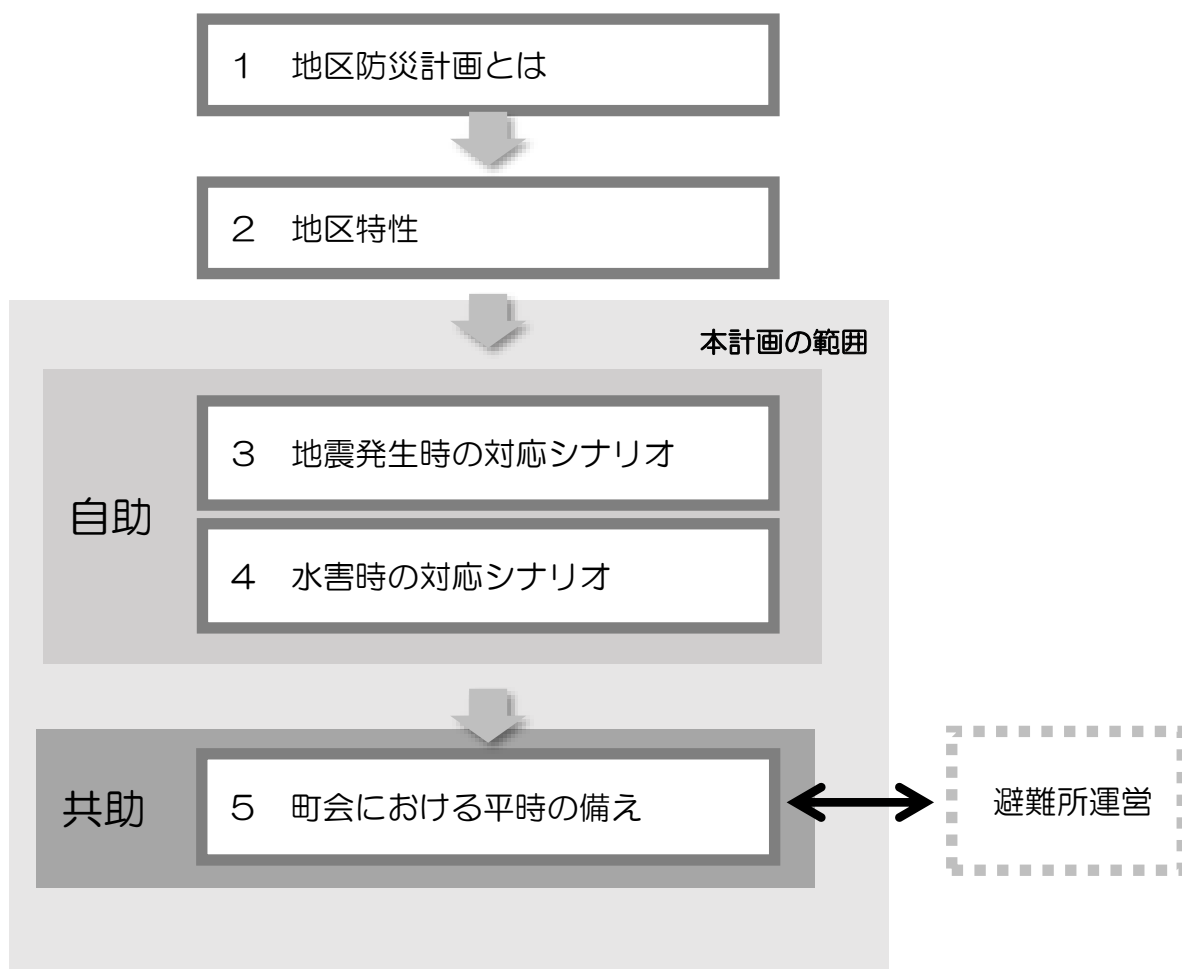 １　地区防災計画とは
２　地区特性
本計画の範囲
自助
３　地震発生時の対応シナリオ
４　水害時の対応シナリオ
共助
５　町会における平時の備え
避難所運営